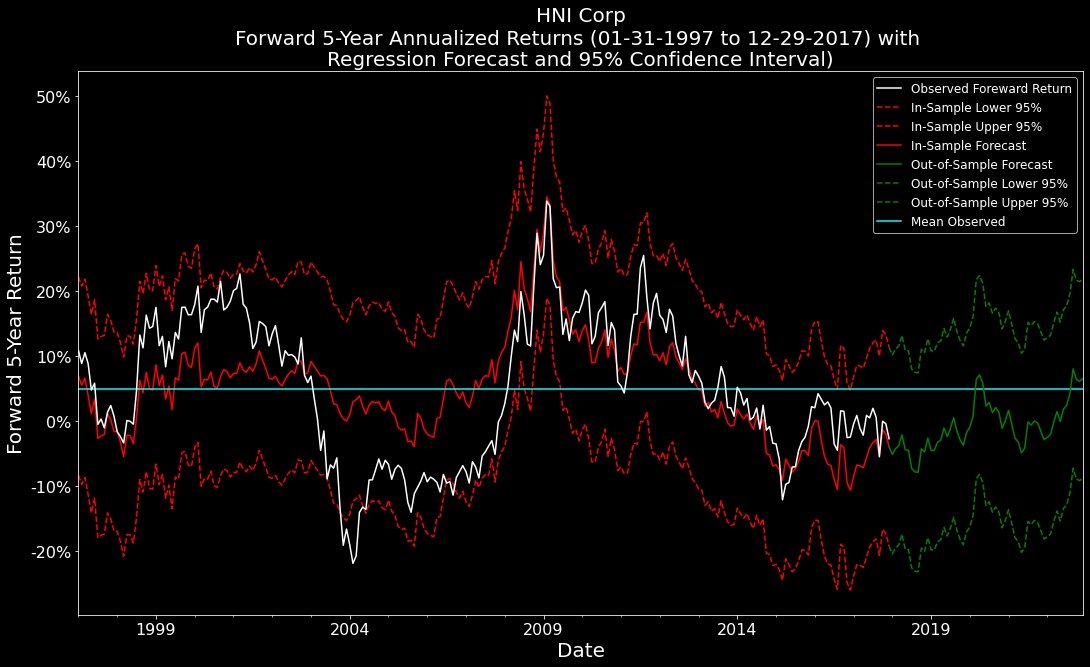 HNI Corp
Forward 5-Year Annualized Returns (01-31-1997 to 12-29-2017) with
Regression Forecast and 95% Confidence Interval)
Observed Foreward Return
In-Sample Lower 95%
In-Sample Upper 95%
In-Sample Forecast
Out-of-Sample Forecast
Out-of-Sample Lower 95%
Out-of-Sample Upper 95%
Mean Observed
Forward 5-Year Return
50%
40%
30%
20%
10%
0%
-10%
-20%
1999
2004
2009
2014
2019
Date